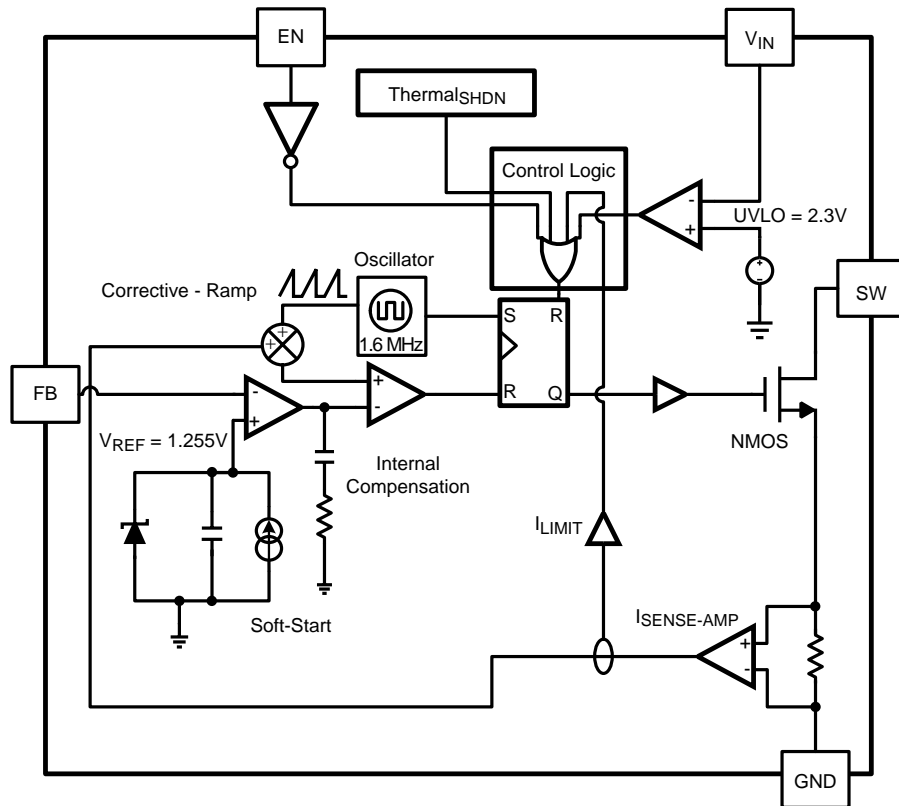 EN
VIN
ThermalSHDN
Control Logic
-
UVLO = 2.3V
+
+
-
Oscillator
Corrective - Ramp
SW
S
R
+
+
1.6 MHz
FB
-
+
R
Q
+
-
VREF = 1.255V
NMOS
Internal
Compensation
ILIMIT
Soft-Start
ISENSE-AMP
+
-
GND